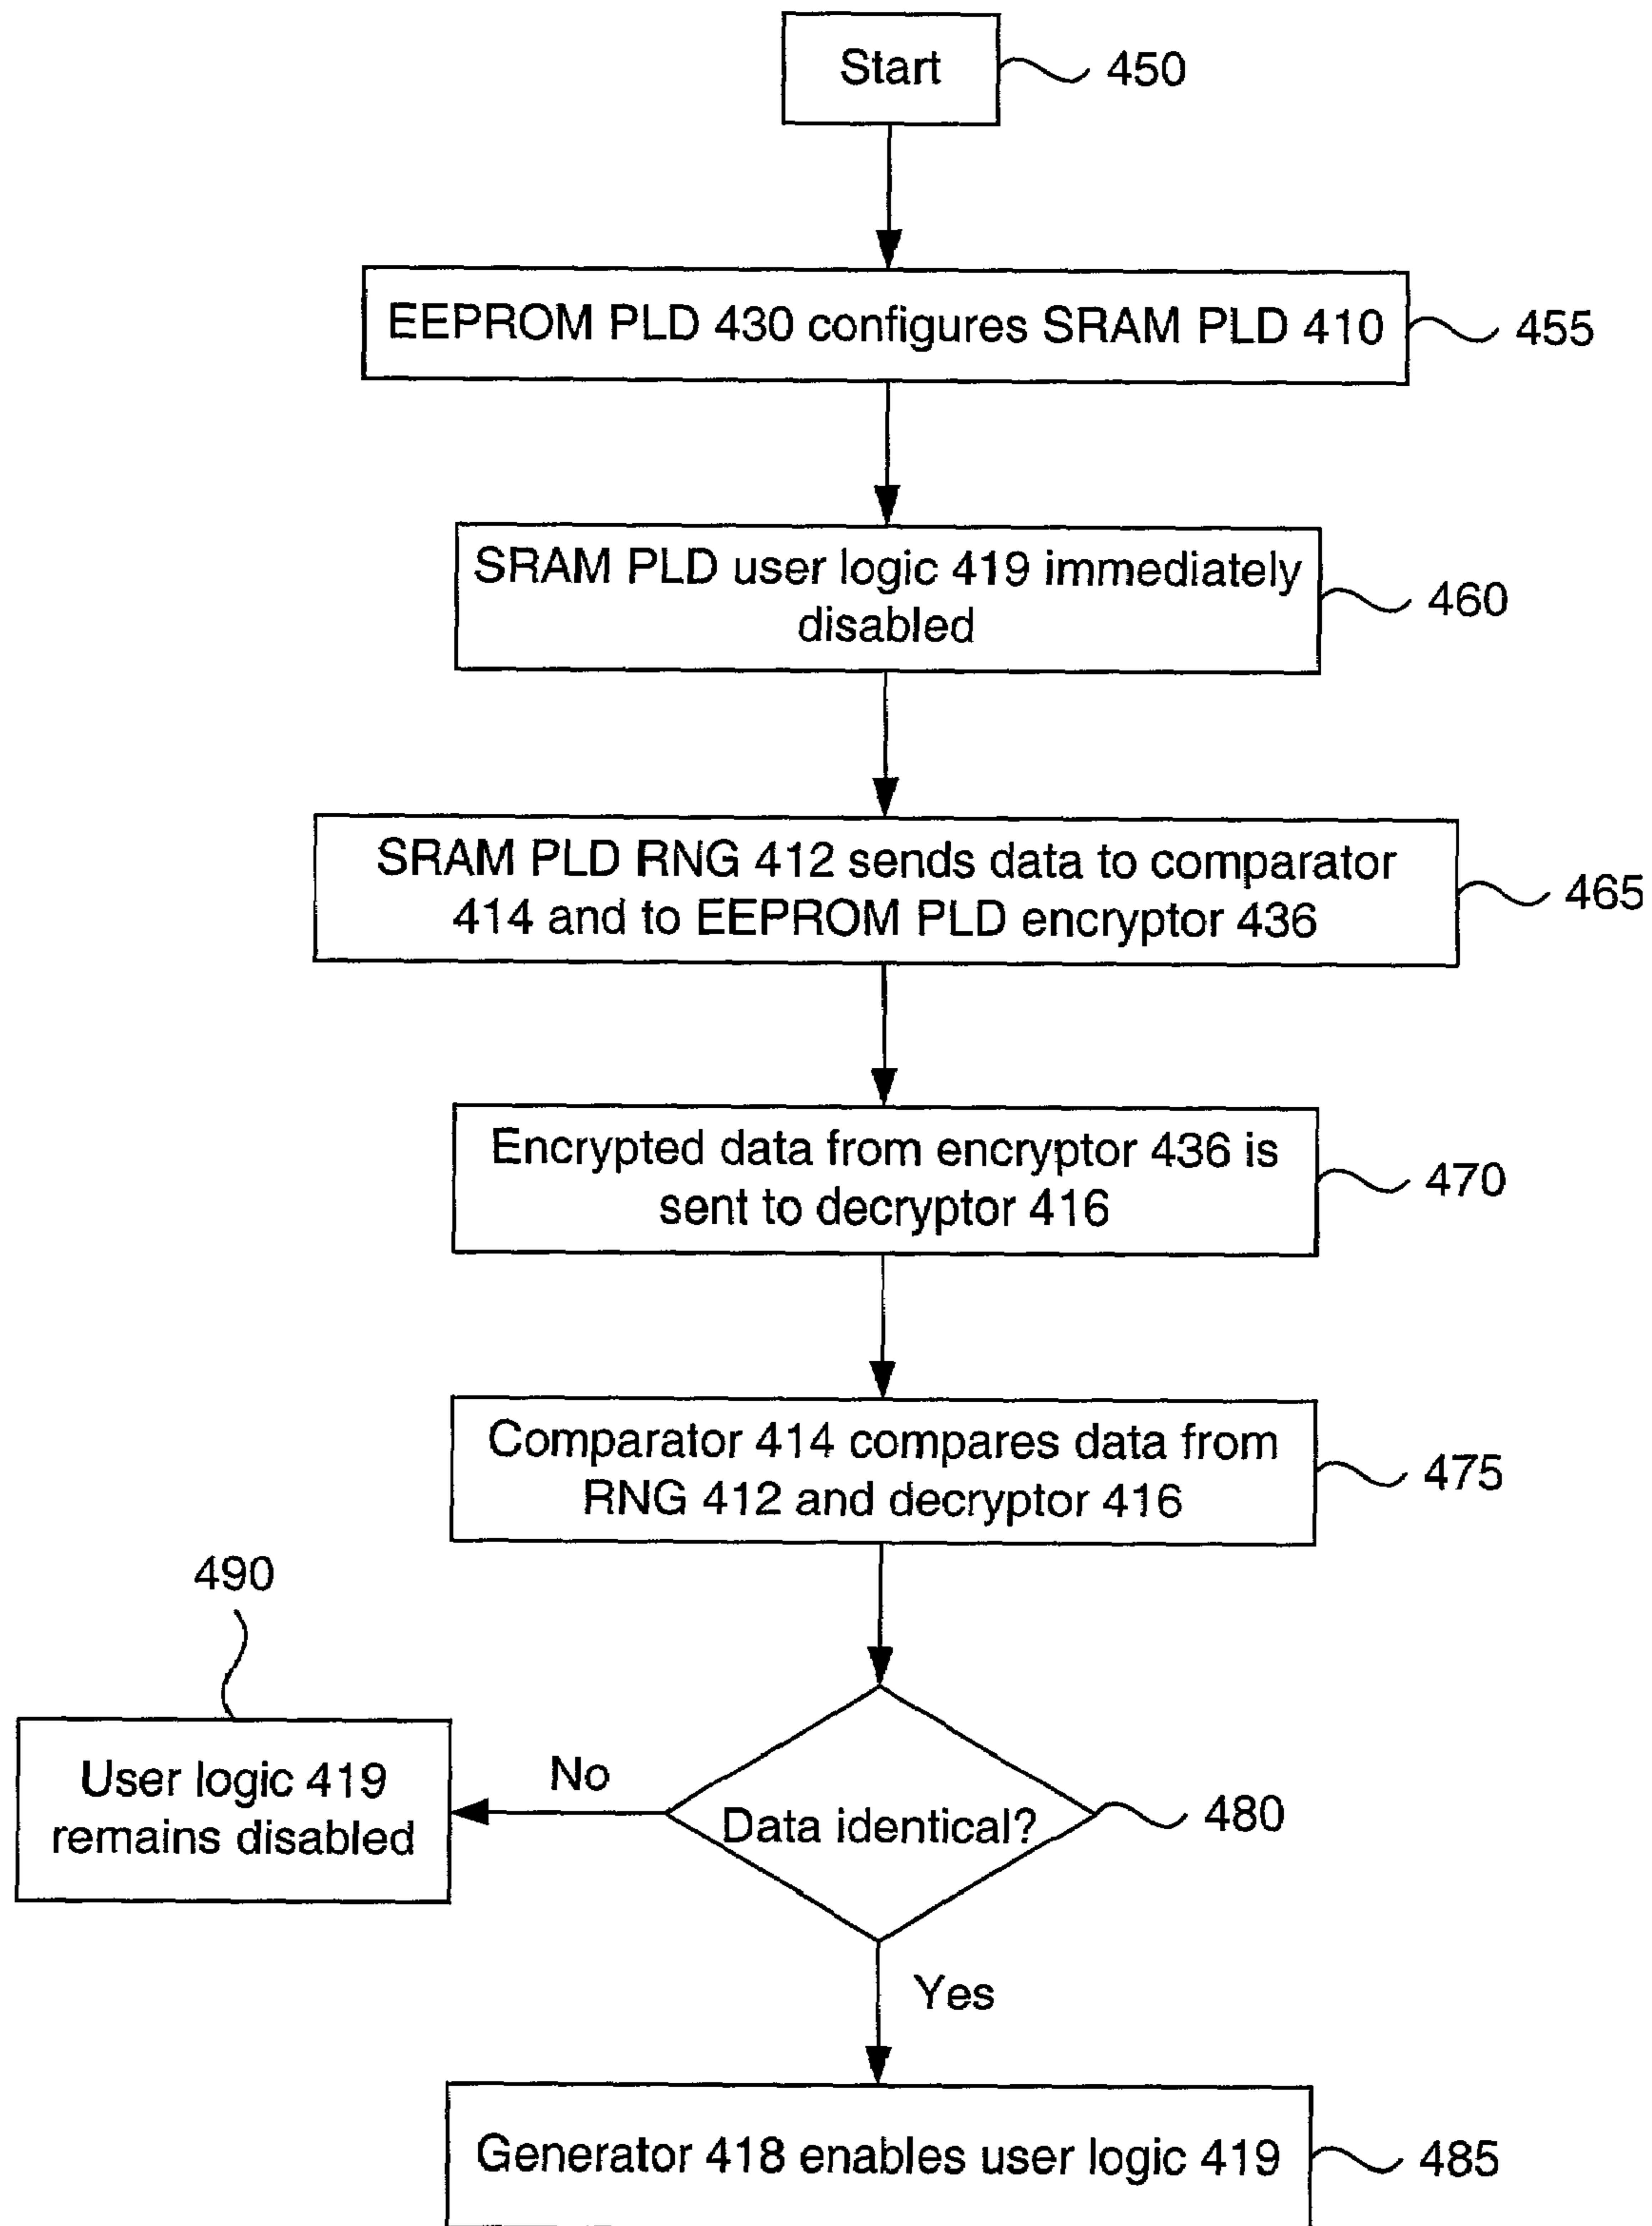 Start
450
EEPROM PLD 430 configures SRAM PLD 410
455
SRAM PLD user logic 419 immediately
disabled
460
SRAM PLD RNG 412 sends data to comparator
414 and to EEPROM PLD encryptor 436
465
Encrypted data from encryptor 436 is
sent to decryptor 416
470
Comparator 414 compares data from
RNG 412 and decryptor 416
475
490
User logic 419
remains disabled
No
Data identical?
480
Yes
Generator 418 enables user logic 419
485